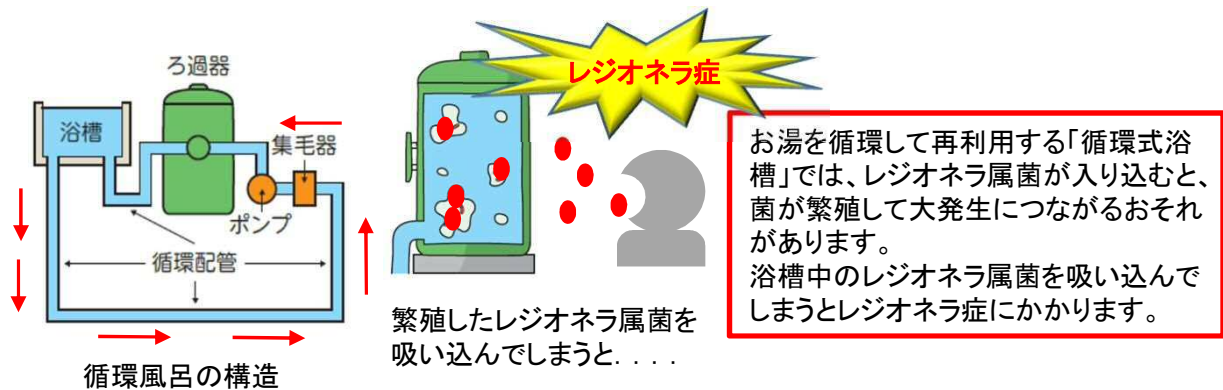 ろ過器
浴槽
集毛器
ポンプ
循環配管
循環風呂の構造
レジオネラ症
繁殖したレジオネラ属菌を
吸い込んでしまうと．．．．
お湯を循環して再利用する「循環式浴
槽」では、レジオネラ属菌が入り込むと、
菌が繁殖して大発生につながるおそれ
があります。
浴槽中のレジオネラ属菌を吸い込んで
しまうとレジオネラ症にかかります。